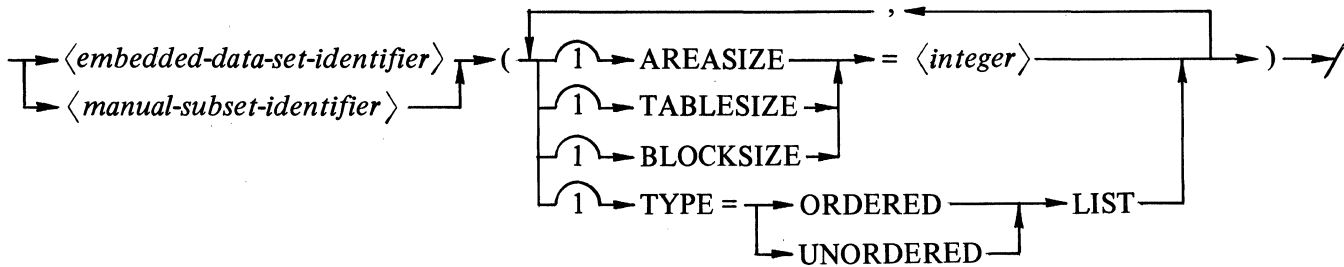 ,
⟨embedded-data-set-identifier⟩ ( 1 AREASIZE = ⟨integer⟩ )
⟨manual-subset-identifier⟩ 1 TABLESIZE
1 BLOCKSIZE
1 TYPE = ORDERED LIST
UNORDERED